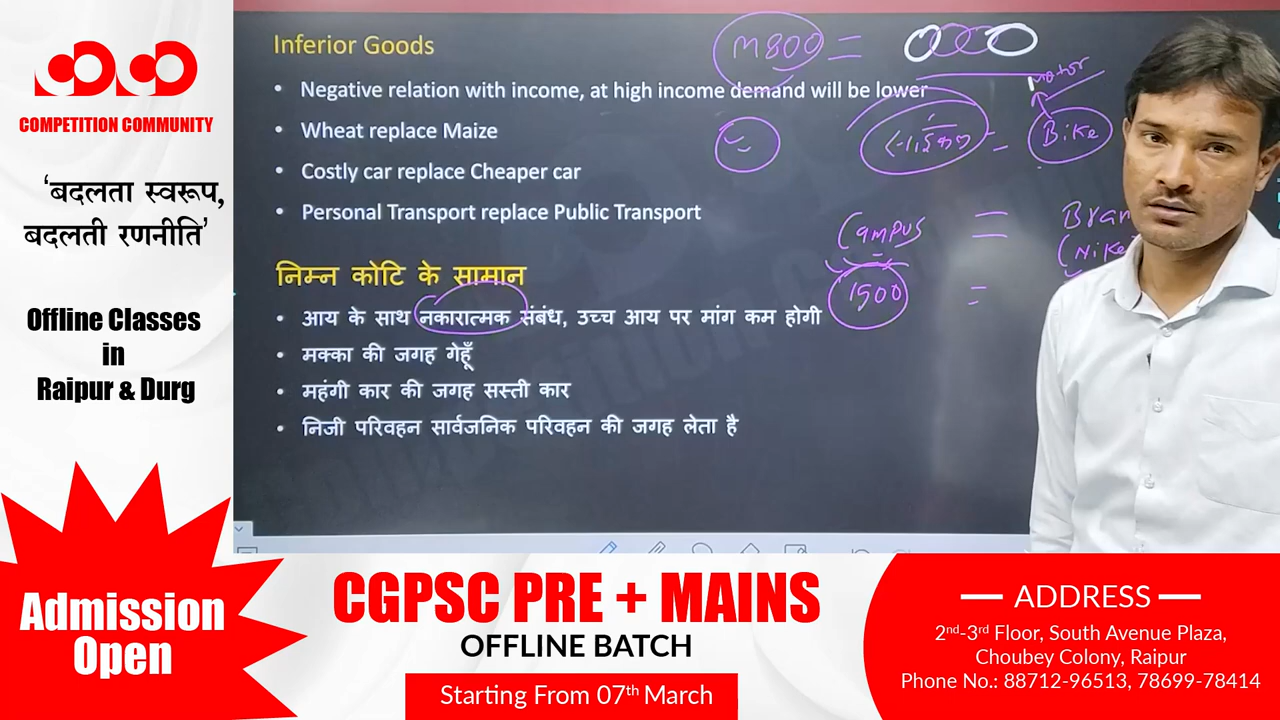 COMPETITION COMMUNITY
‘बदलता स्वरूप,
बदलती रणनीति’
Offline Classes
in
Raipur & Durg
Admission
Open
Inferior Goods
• Negative relation with income, at high income demand will be lower
• Wheat replace Maize
• Costly car replace Cheaper car
• Personal Transport replace Public Transport
निम्न कोटि के सामान
• आय के साथ नकारात्मक संबंध, उच्च आय पर मांग कम होगी
• मक्का की जगह गेहूँ
• महंगी कार की जगह सस्ती कार
• निजी परिवहन सार्वजनिक परिवहन की जगह लेता है
M800 =
Motor
Bike
Campus =
(Nike
1500 =
CGPSC PRE + MAINS
OFFLINE BATCH
Starting From 07th March
ADDRESS
2nd-3rd Floor, South Avenue Plaza,
Choubey Colony, Raipur
Phone No.: 88712-96513, 78699-78414